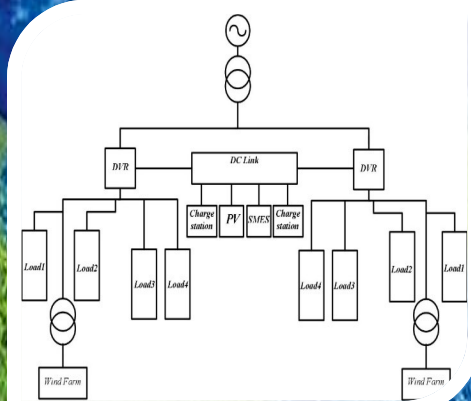 DVR
DC Link
DVR
Charge
station
PV
SMES
Charge
station
Load1
Load2
Load3
Load4
Load4
Load3
Load2
Load1
Wind Farm
Wind Farm